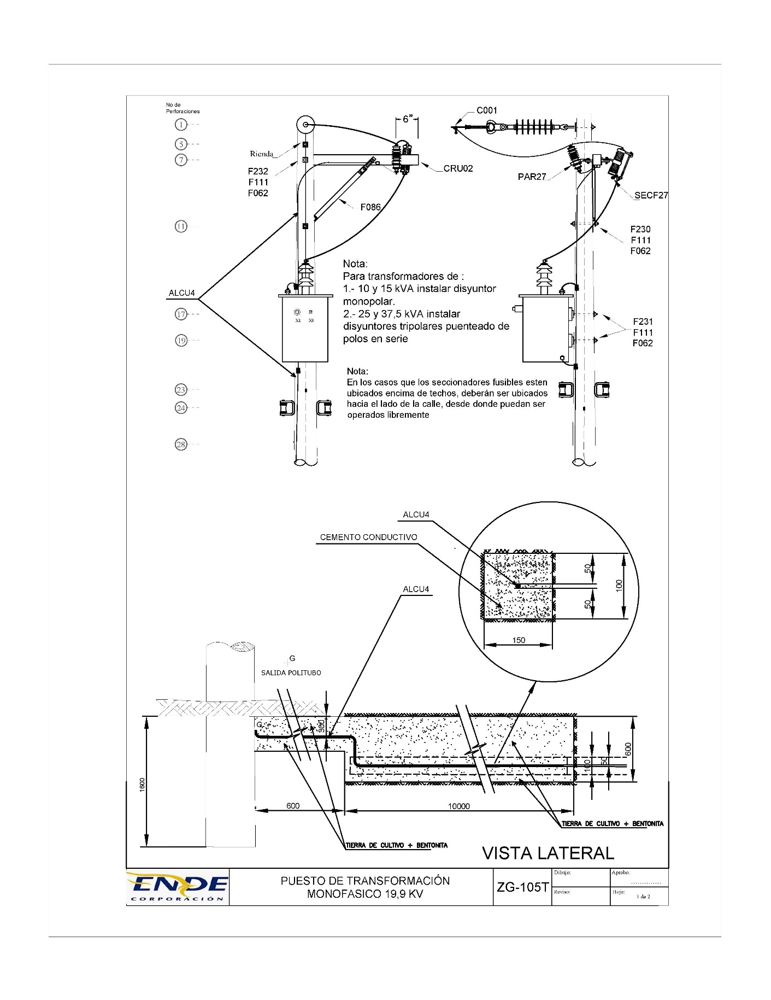 No de
Perforaciones
1
5
7
11
17
19
23
24
28
6"
Rienda
F232
F111
F062
CRU02
F086
ALCU4
X1 X0
C001
PAR27
SECF27
F230
F111
F062
F231
F111
F062
Nota:
Para transformadores de :
1.- 10 y 15 kVA instalar disyuntor
monopolar.
2.- 25 y 37,5 kVA instalar
disyuntores tripolares puenteado de
polos en serie
Nota:
En los casos que los seccionadores fusibles esten
ubicados encima de techos, deberán ser ubicados
hacia el lado de la calle, desde donde puedan ser
operados libremente
ALCU4
CEMENTO CONDUCTIVO
ALCU4
50
50
100
150
G
SALIDA POLITUBO
G
300
1600
600
10000
100
50
600
TIERRA DE CULTIVO + BENTONITA
TIERRA DE CULTIVO + BENTONITA
VISTA LATERAL
ENDE
CORPORACIÓN
PUESTO DE TRANSFORMACIÓN
MONOFASICO 19,9 KV
ZG-105T
Dibujo:
Reviso:
Aprobo:
..............
Hoja: 1 de 2